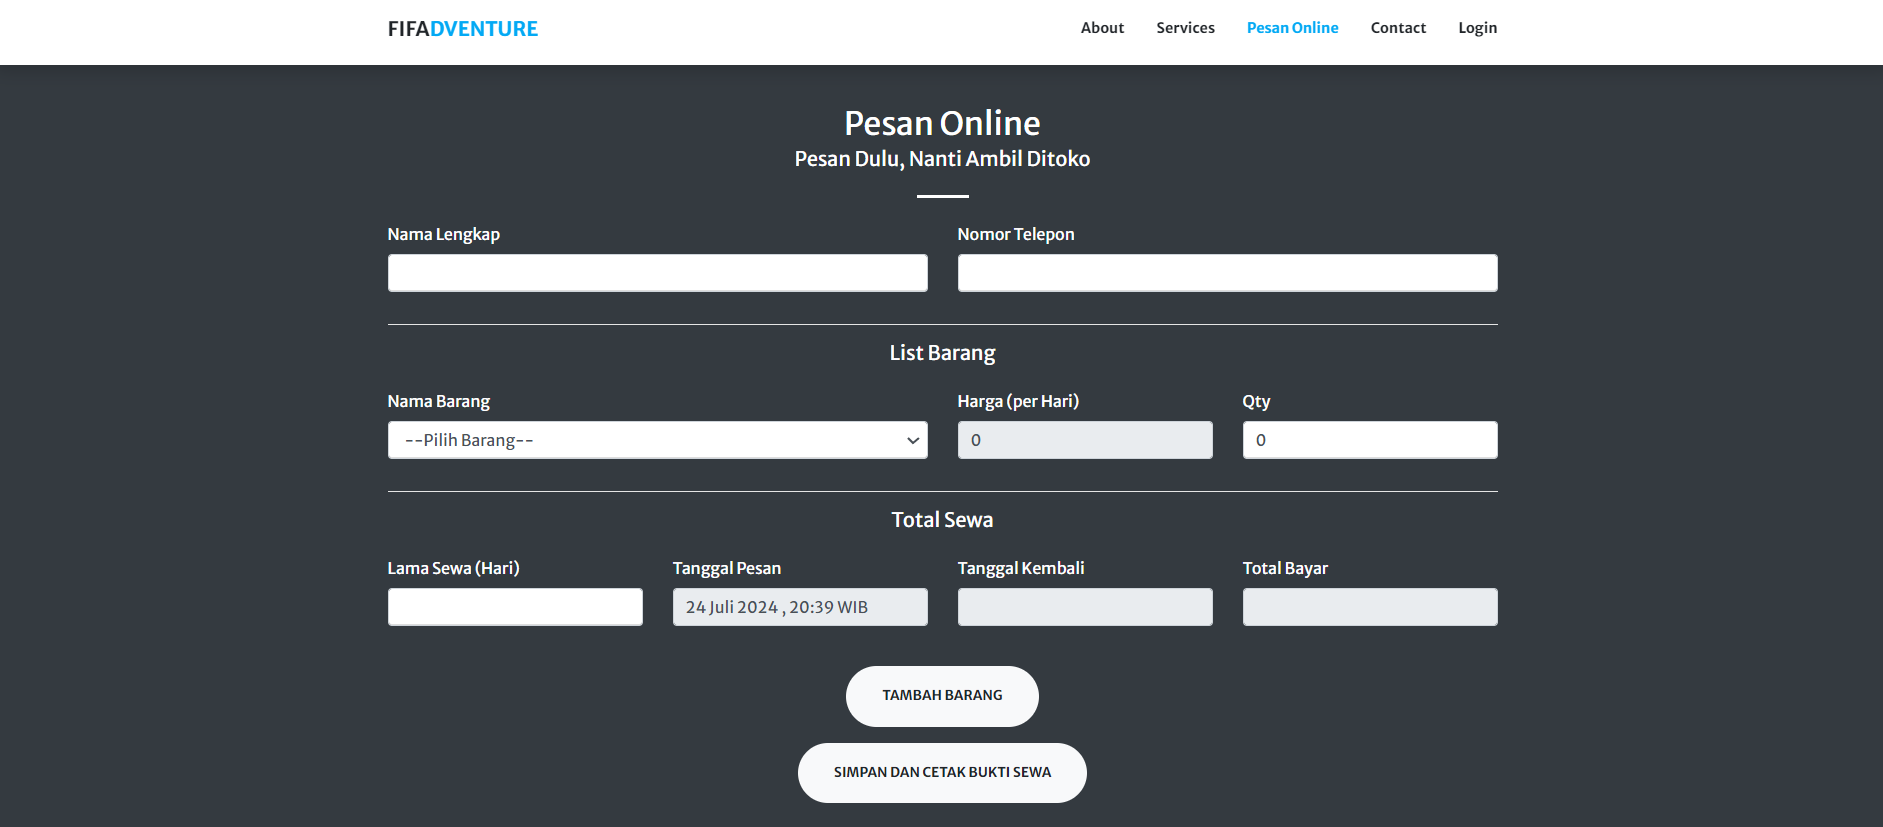 FIFADVENTURE
About Services Pesan Online Contact Login
Pesan Online
Pesan Dulu, Nanti Ambil Ditoko
Nama Lengkap Nomor Telepon
List Barang
Nama Barang Harga (per Hari) Qty
--Pilih Barang-- 0 0
Total Sewa
Lama Sewa (Hari) Tanggal Pesan Tanggal Kembali Total Bayar
24 Juli 2024 , 20:39 WIB
TAMBAH BARANG
SIMPAN DAN CETAK BUKTI SEWA